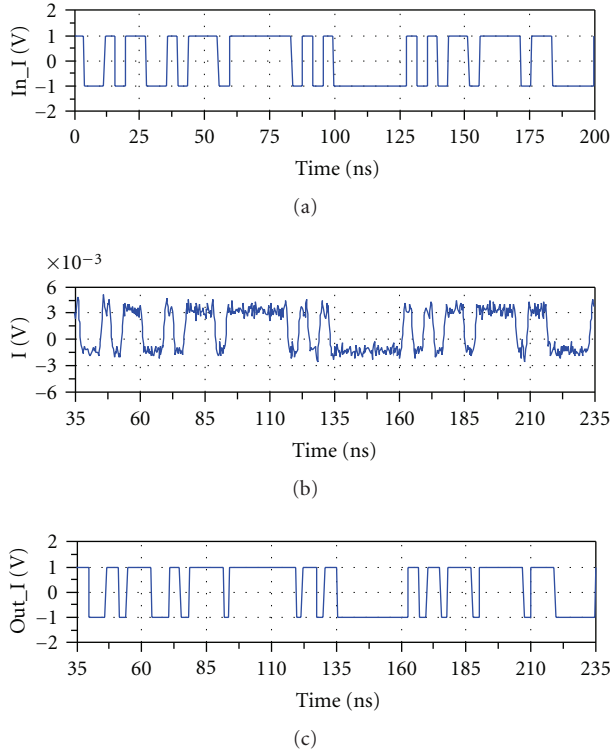 2
1
0
−1
−2
In_I (V)
0 25 50 75 100 125 150 175 200
Time (ns)
(a)
×10−3
6
3
0
−3
−6
I (V)
35 60 85 110 135 160 185 210 235
Time (ns)
(b)
2
1
0
−1
−2
Out_I (V)
35 60 85 110 135 160 185 210 235
Time (ns)
(c)